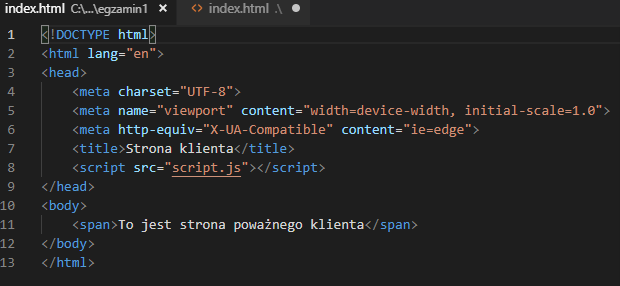 index.html C:\...\egzamin1 <> index.html .\
1 <!DOCTYPE html>
2 <html lang="en">
3 <head>
4 <meta charset="UTF-8">
5 <meta name="viewport" content="width=device-width, initial-scale=1.0">
6 <meta http-equiv="X-UA-Compatible" content="ie=edge">
7 <title>Strona klienta</title>
8 <script src="script.js"></script>
9 </head>
10 <body>
11 <span>To jest strona poważnego klienta</span>
12 </body>
13 </html>